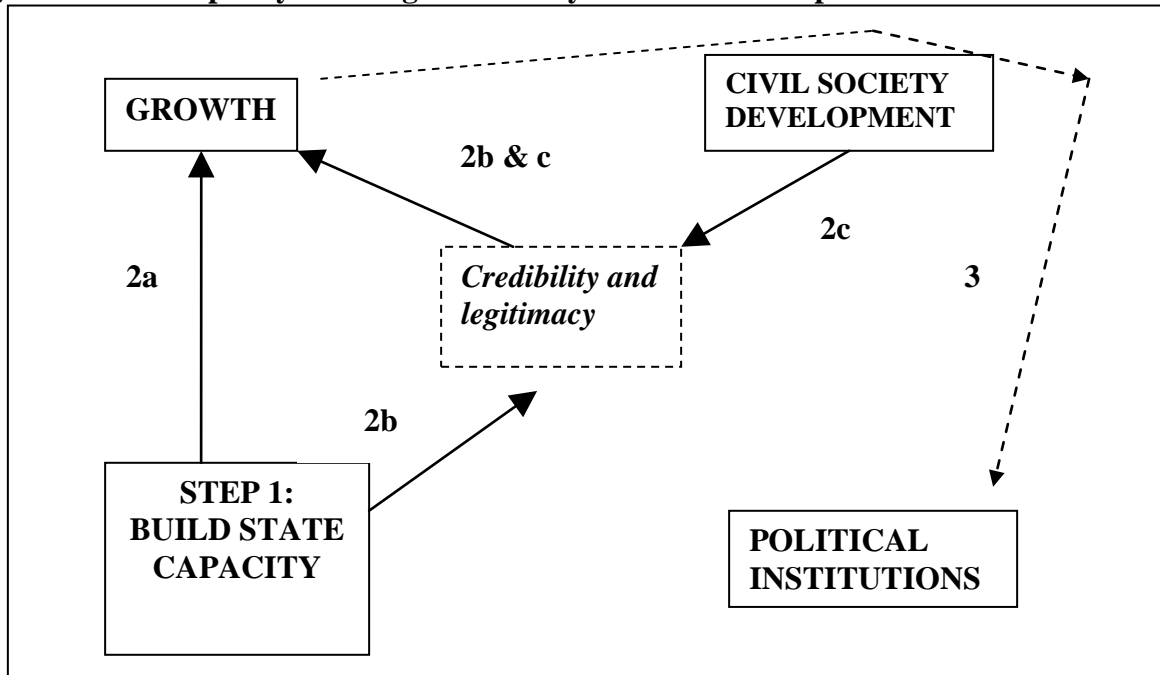 GROWTH
CIVIL SOCIETY
DEVELOPMENT
2b & c
2c
2a
Credibility and
legitimacy
3
2b
STEP 1:
BUILD STATE
CAPACITY
POLITICAL
INSTITUTIONS